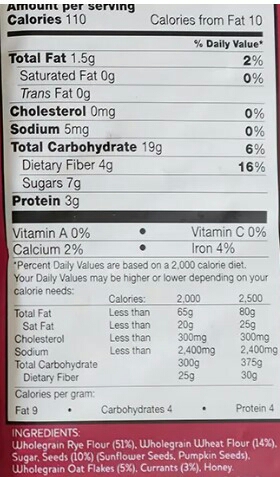 Amount per serving
Calories 110 Calories from Fat 10
% Daily Value*
Total Fat 1.5g 2%
Saturated Fat 0g 0%
Trans Fat 0g
Cholesterol 0mg 0%
Sodium 5mg 0%
Total Carbohydrate 19g 6%
Dietary Fiber 4g 16%
Sugars 7g
Protein 3g
Vitamin A 0% • Vitamin C 0%
Calcium 2% • Iron 4%
*Percent Daily Values are based on a 2,000 calorie diet.
Your Daily Values may be higher or lower depending on your
calorie needs:
Calories: 2,000 2,500
Total Fat Less than 65g 80g
Sat Fat Less than 20g 25g
Cholesterol Less than 300mg 300mg
Sodium Less than 2,400mg 2,400mg
Total Carbohydrate 300g 375g
Dietary Fiber 25g 30g
Calories per gram:
Fat 9 • Carbohydrates 4 • Protein 4
INGREDIENTS:
Wholegrain Rye Flour (51%), Wholegrain Wheat Flour (14%),
Sugar, Seeds (10%) (Sunflower Seeds, Pumpkin Seeds),
Wholegrain Oat Flakes (5%), Currants (3%), Honey.